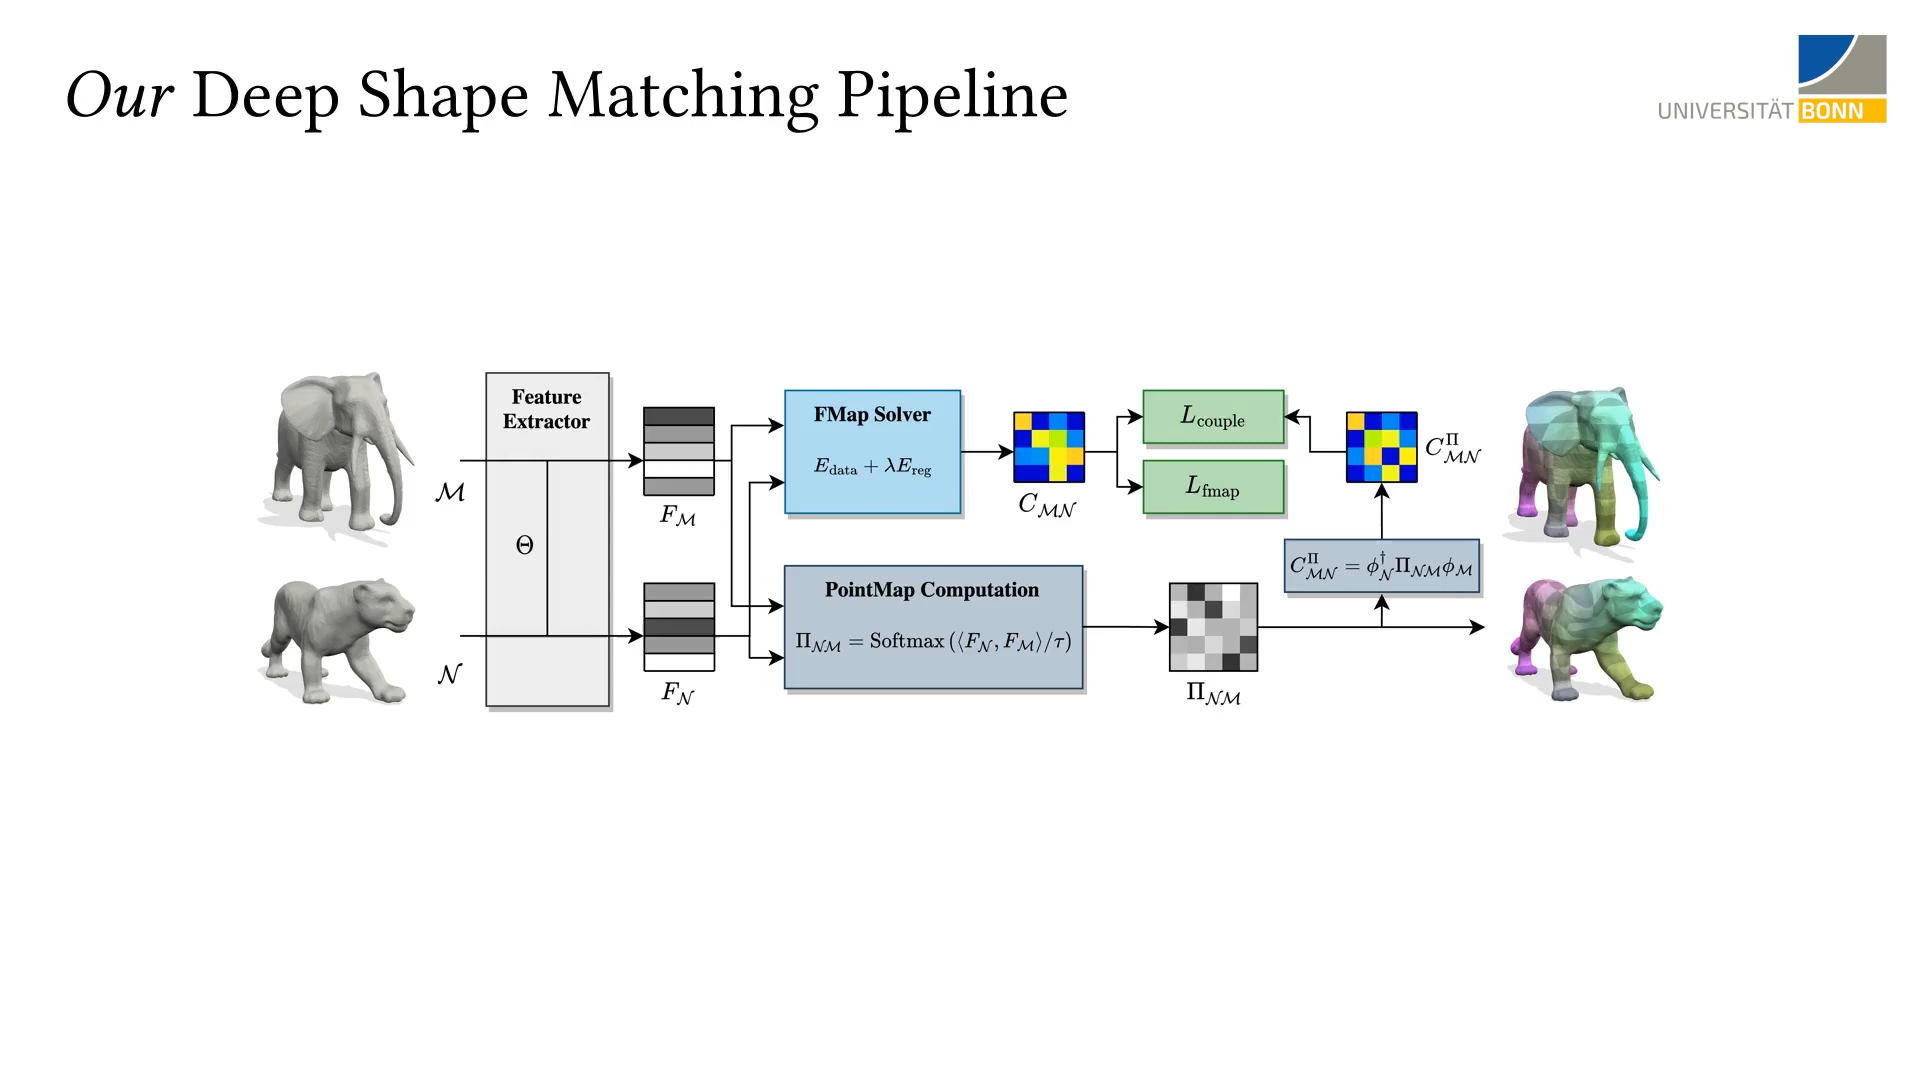 Our Deep Shape Matching Pipeline
UNIVERSITÄT BONN
Feature
Extractor
ℳ
Θ
𝒩
F_ℳ
F_𝒩
FMap Solver
E_data + λE_reg
C_ℳ𝒩
L_couple
L_fmap
C^Π_ℳ𝒩
C^Π_ℳ𝒩 = ϕ^†_𝒩 Π_𝒩ℳ ϕ_ℳ
PointMap Computation
Π_𝒩ℳ = Softmax (⟨F_𝒩, F_ℳ⟩/τ)
Π_𝒩ℳ